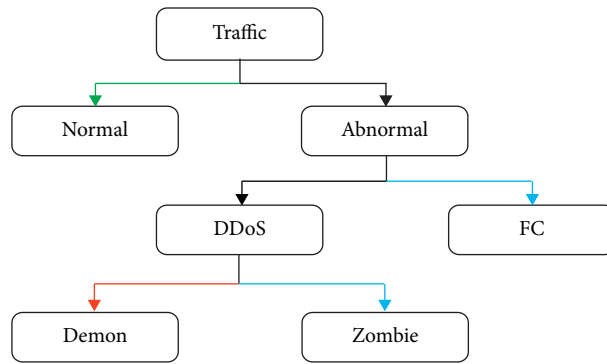 Traffic
Normal
Abnormal
DDoS
FC
Demon
Zombie